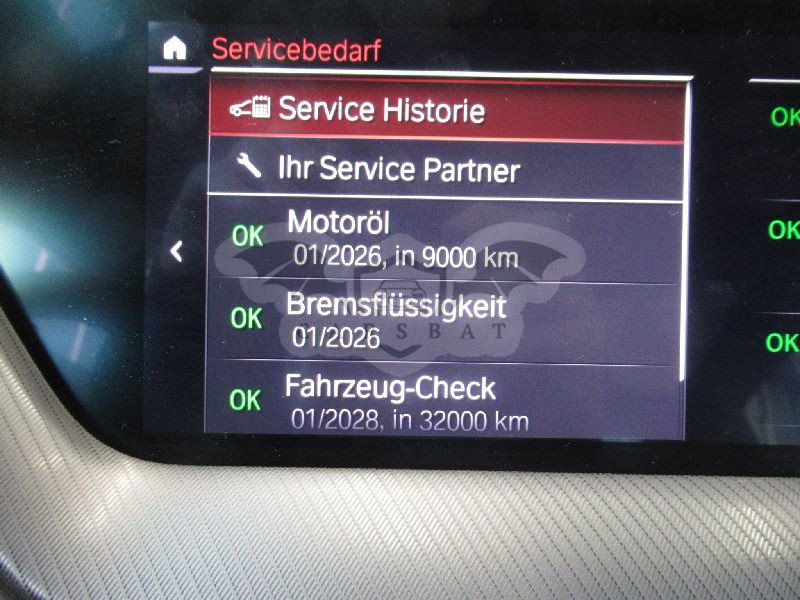 Servicebedarf
Service Historie
Ihr Service Partner
OK Motoröl
01/2026, in 9000 km
OK Bremsflüssigkeit
01/2026
OK Fahrzeug-Check
01/2028, in 32000 km
OK
OK
OK